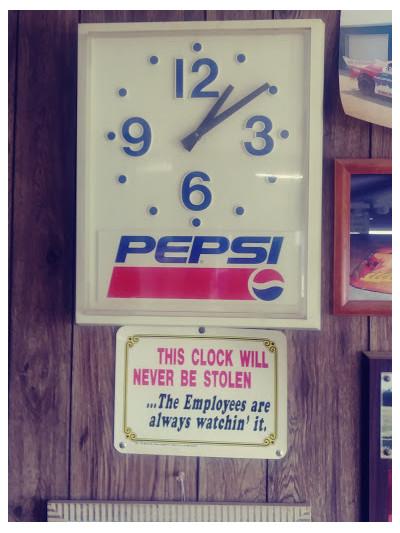 12
9
3
6
PEPSI
THIS CLOCK WILL
NEVER BE STOLEN
...The Employees are
always watchin' it.